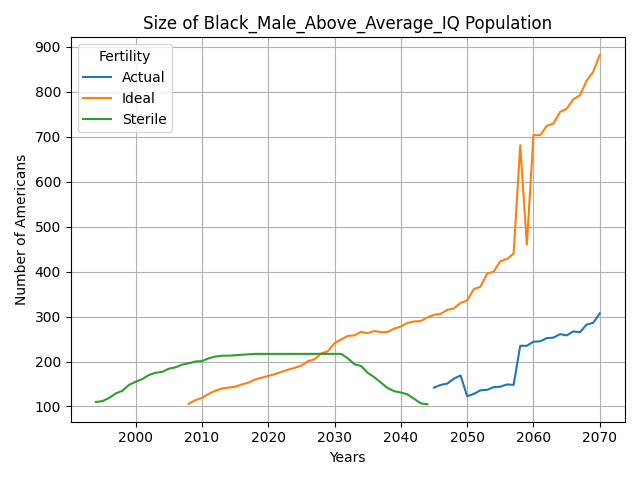 Size of Black_Male_Above_Average_IQ Population
Fertility
Actual
Ideal
Sterile
Number of Americans
900
800
700
600
500
400
300
200
100
2000 2010 2020 2030 2040 2050 2060 2070
Years